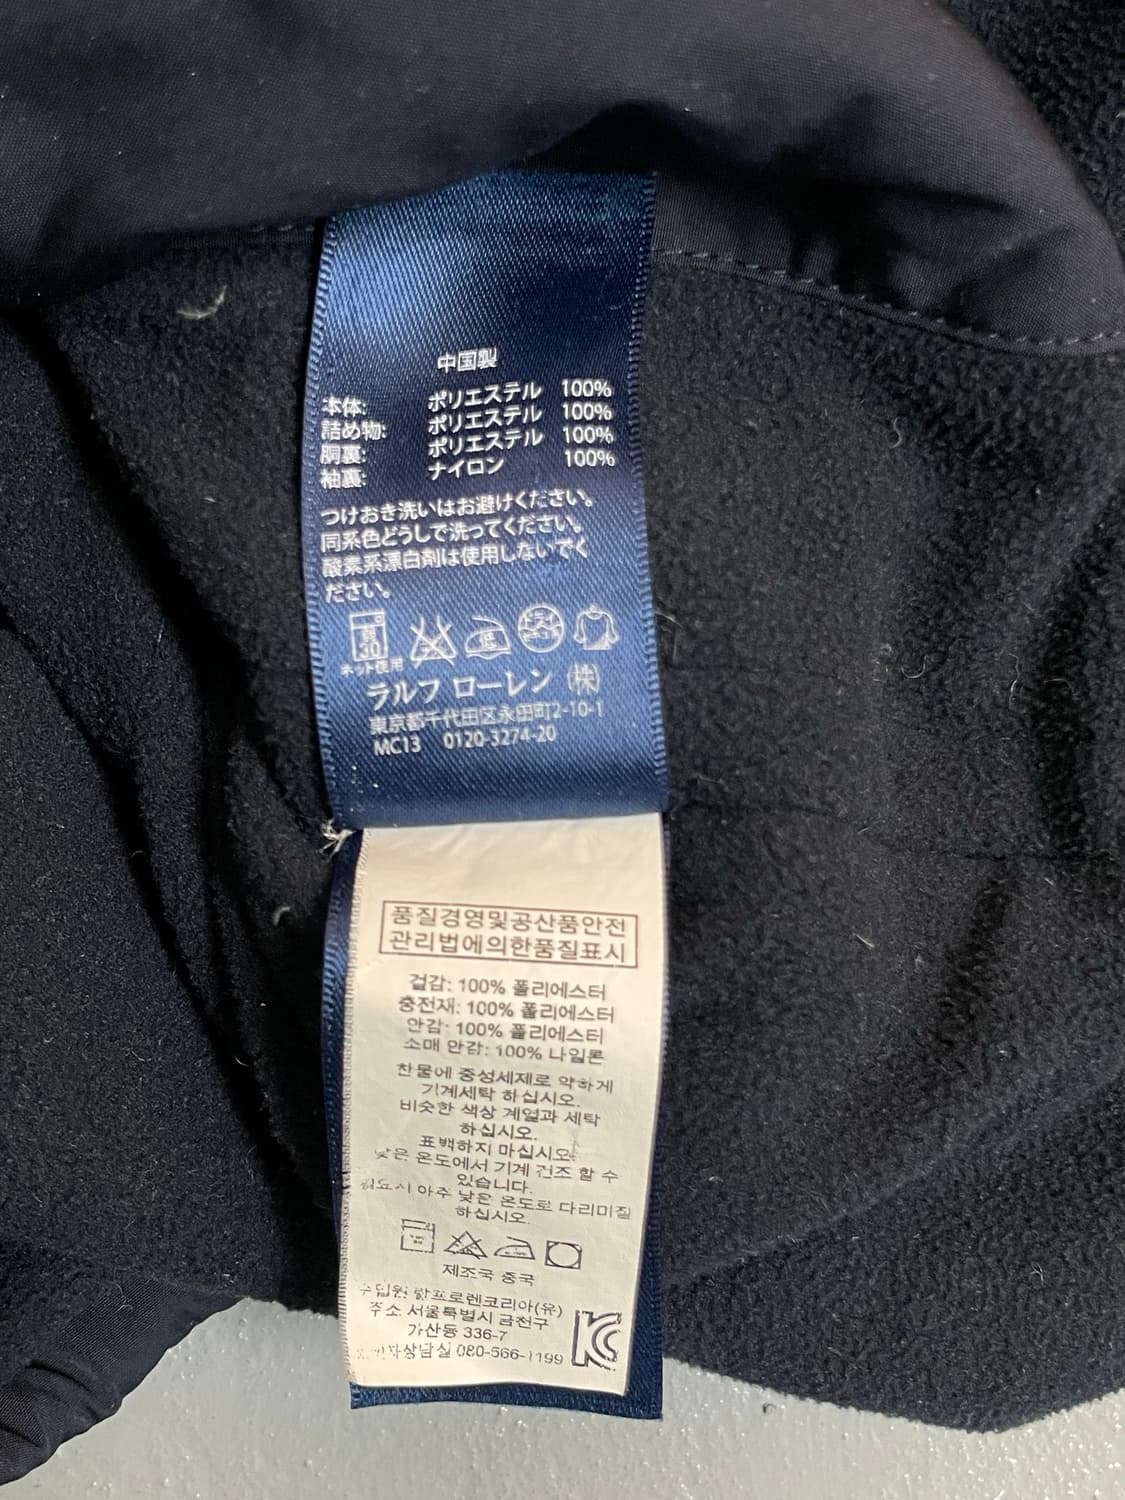 中国製
本体: ポリエステル 100%
詰め物: ポリエステル 100%
胴裏: ポリエステル 100%
袖裏: ナイロン 100%
つけおき洗いはお避けください。
同系色どうしで洗ってください。
酸素系漂白剤は使用しないでく
ださい。
弱
30
ネット使用
ラルフ ローレン (株)
東京都千代田区永田町2-10-1
MC13 0120-3274-20
품질경영및공산품안전
관리법에의한품질표시
겉감: 100% 폴리에스터
충전재: 100% 폴리에스터
안감: 100% 폴리에스터
소매 안감: 100% 나일론
찬물에 중성세제로 약하게
기계세탁 하십시오.
비슷한 색상 계열과 세탁
하십시오.
표백하지 마십시오.
낮은 온도에서 기계 건조 할 수
있습니다.
필요시 아주 낮은 온도로 다리미질
하십시오.
제조국 중국
수입원 랄프로렌코리아(유)
주소 서울특별시 금천구
가산동 336-7
상담실 080-566-1199